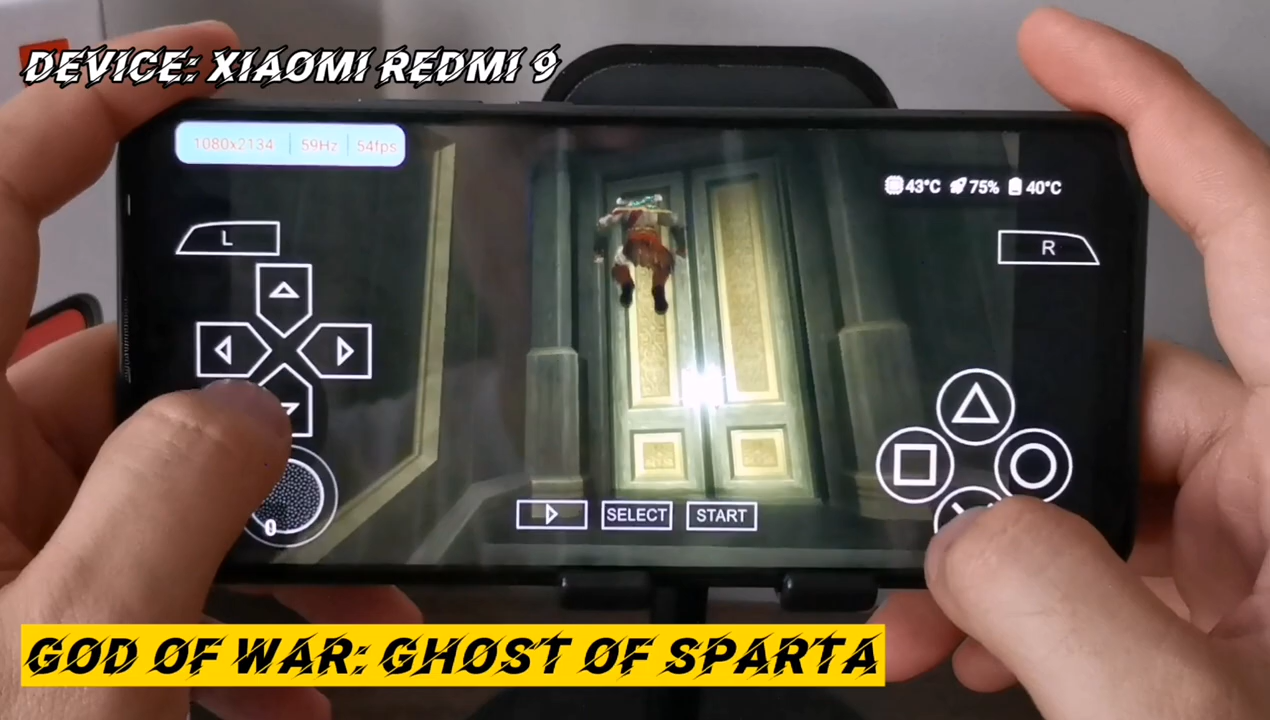 DEVICE: XIAOMI REDMI 9
1080x2134 59Hz 54fps
43°C 75% 40°C
L
R
SELECT START
GOD OF WAR: GHOST OF SPARTA